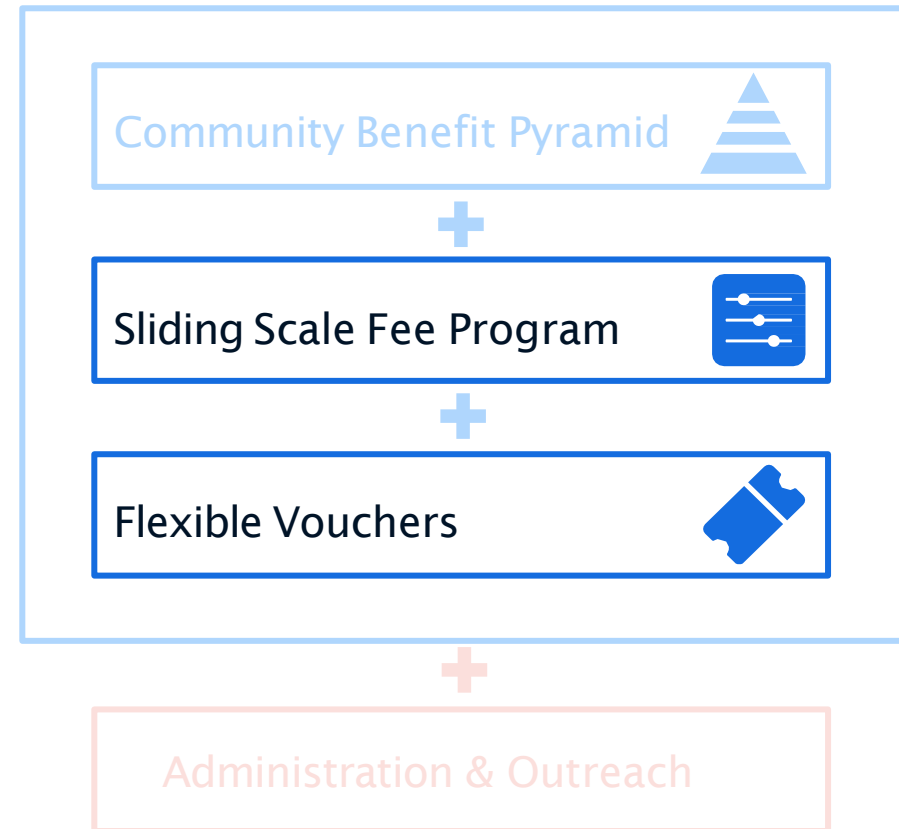 Community Benefit Pyramid
Sliding Scale Fee Program
Flexible Vouchers
Administration & Outreach